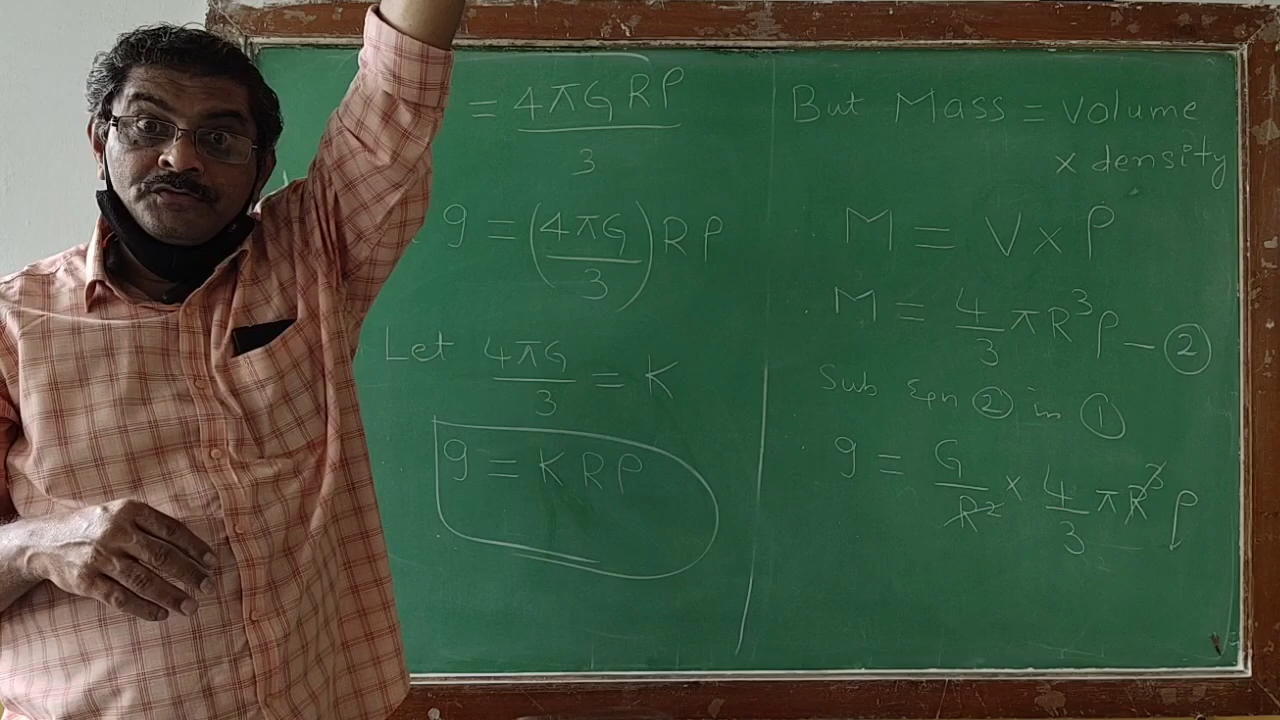 = 4πGRρ
3
g = (4πG/3) Rρ
Let 4πG/3 = K
g = KRρ
But Mass = Volume
x density
M = V x ρ
M = 4/3 πR³ρ - ②
Sub Eqn ② in ①
g = G/R² x 4/3 πR³ρ